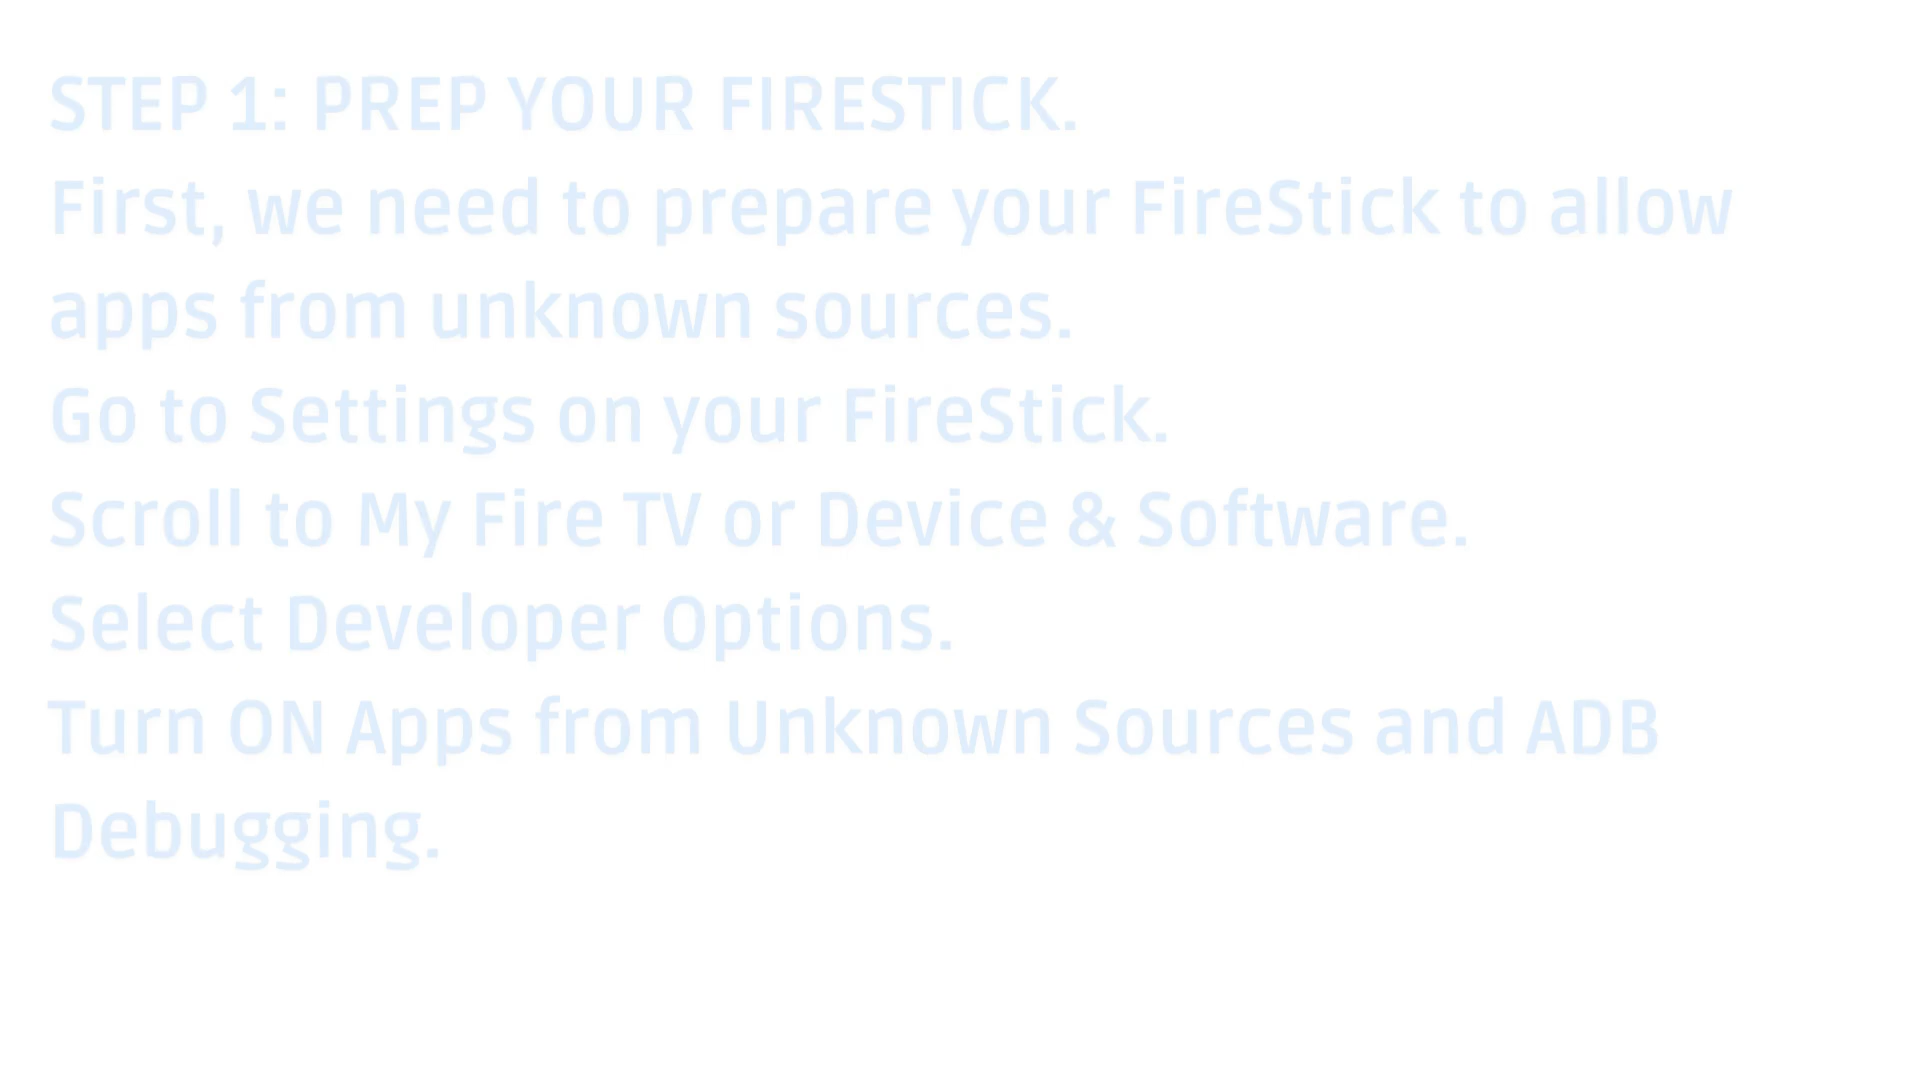 STEP 1: PREP YOUR FIRESTICK.
First, we need to prepare your FireStick to allow
apps from unknown sources.
Go to Settings on your FireStick.
Scroll to My Fire TV or Device & Software.
Select Developer Options.
Turn ON Apps from Unknown Sources and ADB
Debugging.